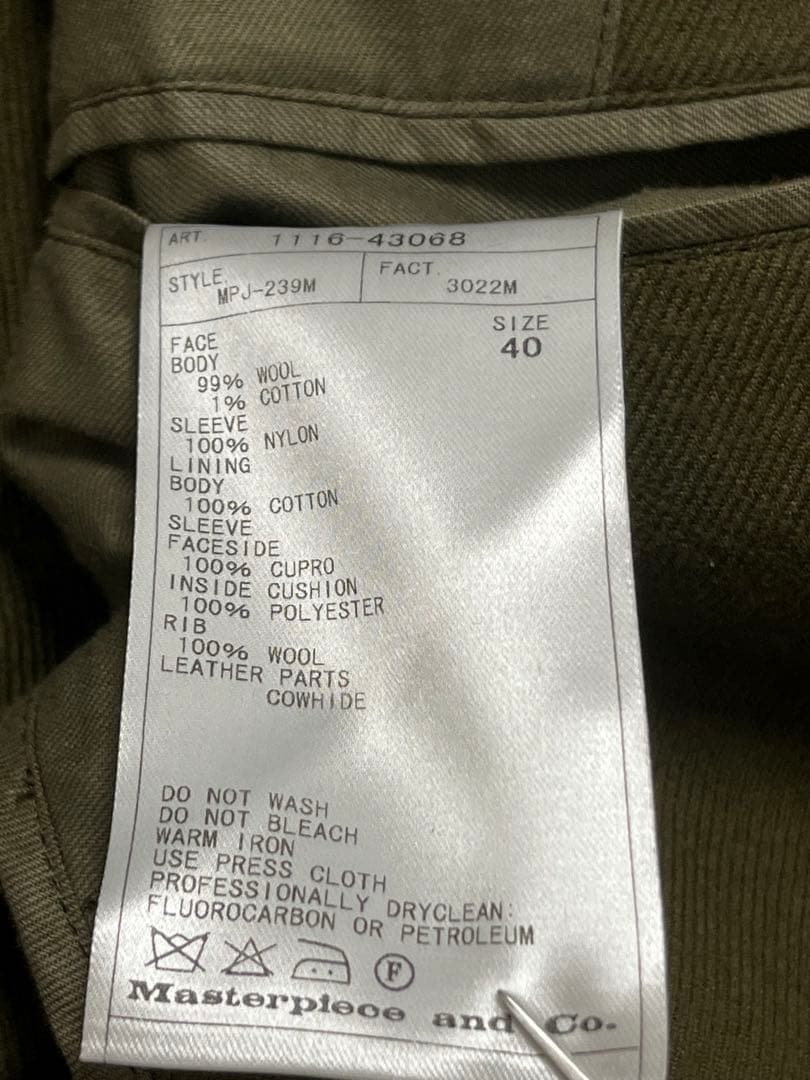 ART. 1116-43068
STYLE. MPJ-239M FACT. 3022M
SIZE
40
FACE
BODY
99% WOOL
1% COTTON
SLEEVE
100% NYLON
LINING
BODY
100% COTTON
SLEEVE
FACESIDE
100% CUPRO
INSIDE CUSHION
100% POLYESTER
RIB
100% WOOL
LEATHER PARTS
COWHIDE
DO NOT WASH
DO NOT BLEACH
WARM IRON
USE PRESS CLOTH
PROFESSIONALLY DRYCLEAN:
FLUOROCARBON OR PETROLEUM
F
Masterpiece and Co.